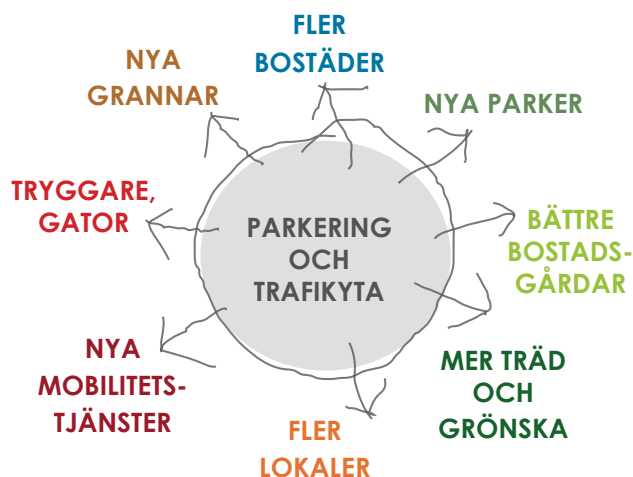 FLER
BOSTÄDER
NYA
GRANNAR
NYA PARKER
TRYGGARE,
GATOR
PARKERING
OCH
TRAFIKYTA
BÄTTRE
BOSTADS-
GÅRDAR
NYA
MOBILITETS-
TJÄNSTER
MER TRÄD
OCH
GRÖNSKA
FLER
LOKALER